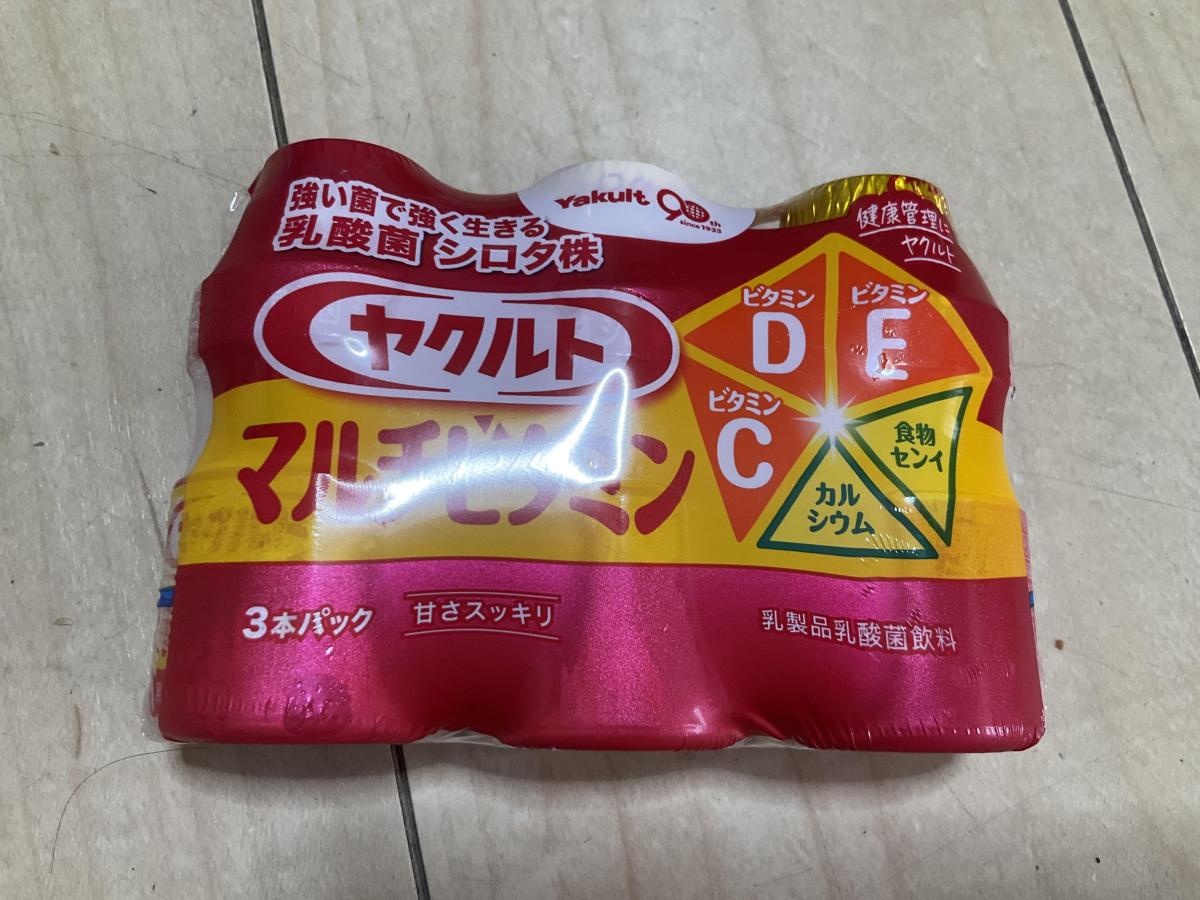 強い菌で強く生きる
乳酸菌 シロタ株
Yakult 90th
since 1935
健康管理に
ヤクルト
ヤクルト
マルチビタミン
ビタミン
D
ビタミン
E
ビタミン
C
食物
センイ
カル
シウム
3本パック
甘さスッキリ
乳製品乳酸菌飲料